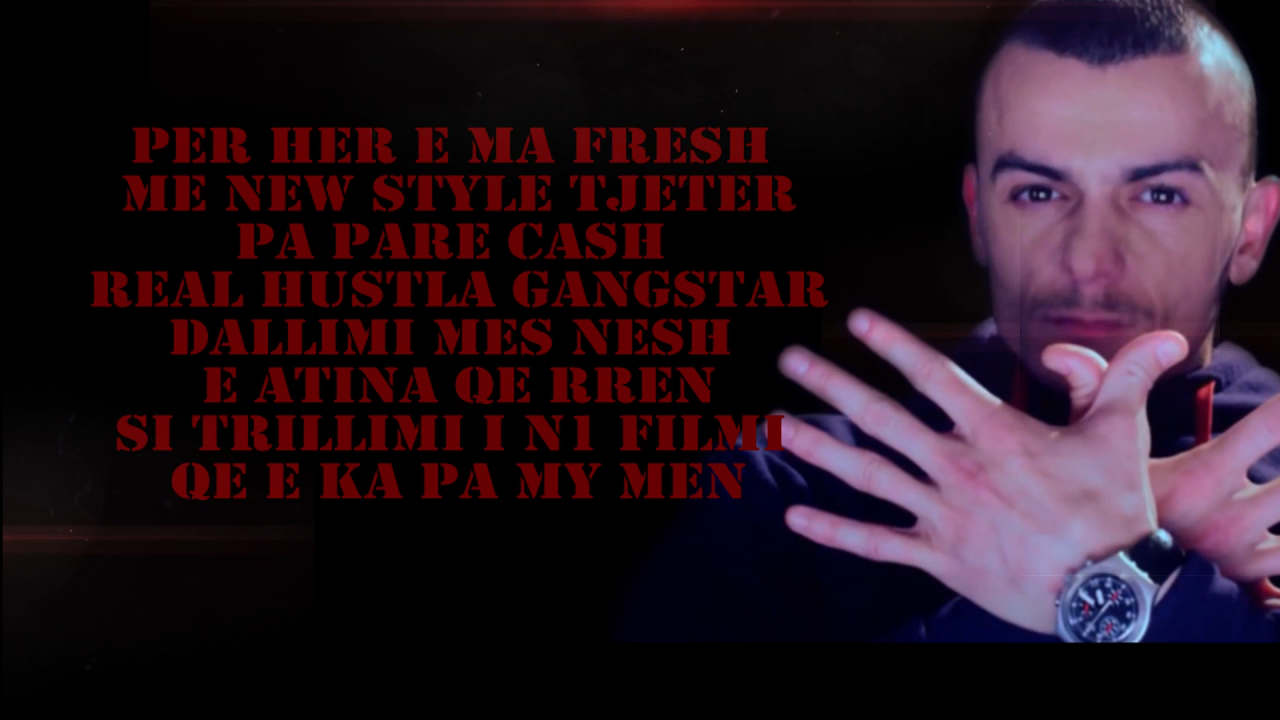 PER HER E MA FRESH
ME NEW STYLE TJETER
PA PARE CASH
REAL HUSTLA GANGSTAR
DALLIMI MES NESH
E ATINA QE RREN
SI TRILLIMI I N1 FILMI
QE E KA PA MY MEN